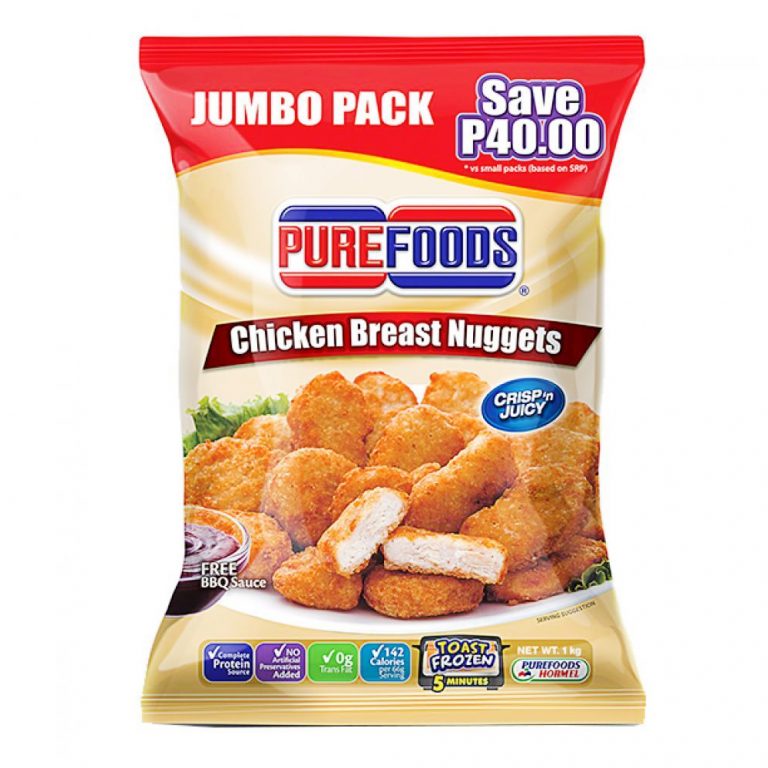 JUMBO PACK
Save
P40.00
* vs small packs (based on SRP)
PUREFOODS
®
Chicken Breast Nuggets
CRISP 'n
JUICY
FREE
BBQ Sauce
SERVING SUGGESTION
✓Complete
Protein
Source
✓NO
Artificial
Preservatives
Added
✓0g
Trans Fat
✓142
Calories
per 66g
Serving
TOAST
FROZEN
5 MINUTES
NET WT. 1 kg
PUREFOODS
HORMEL